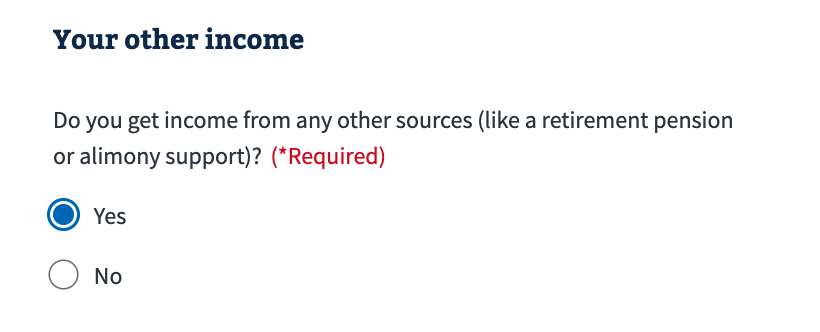 Your other income
Do you get income from any other sources (like a retirement pension
or alimony support)? (*Required)
Yes
No